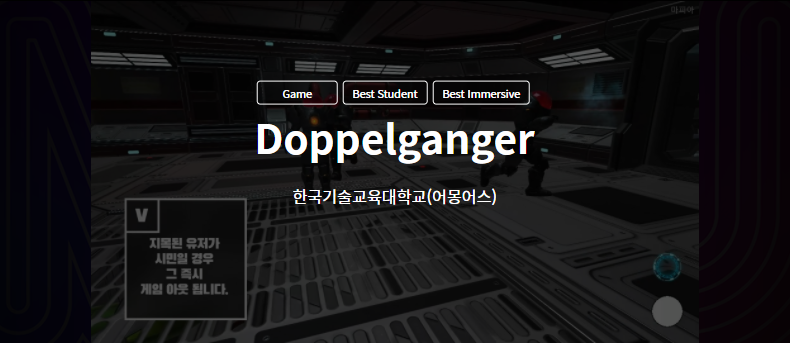 Game
Best Student
Best Immersive
Doppelganger
한국기술교육대학교(어몽어스)
V
지목된 유저가
시민일 경우
그 즉시
게임 아웃 됩니다.